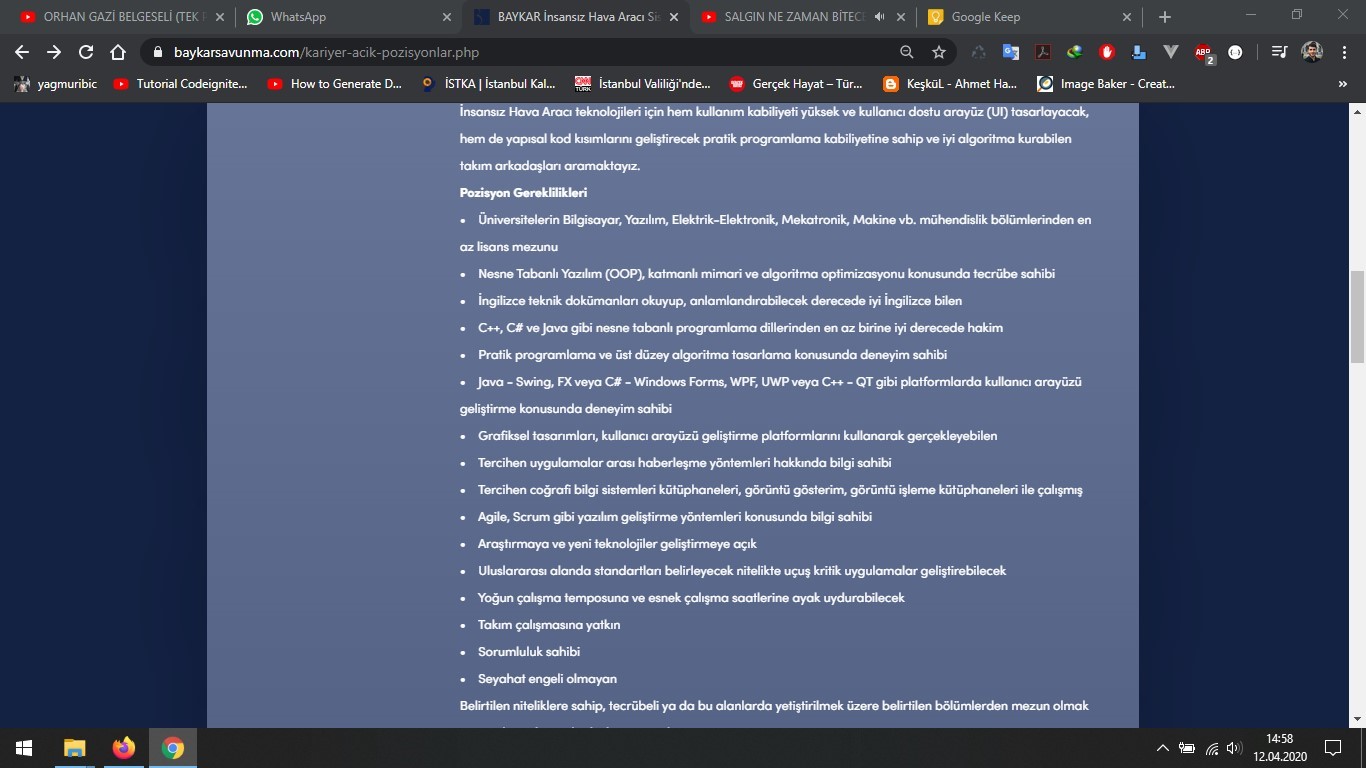 ORHAN GAZİ BELGESELİ (TEK
WhatsApp
BAYKAR İnsansız Hava Aracı Sis
SALGIN NE ZAMAN BİTECE
Google Keep
baykarsavunma.com/kariyer-acik-pozisyonlar.php
ABP
2
yagmuribic
Tutorial Codeignite...
How to Generate D...
İSTKA | İstanbul Kal...
CNN TÜRK
İstanbul Valiliği'nde...
Gerçek Hayat – Tür...
KeşküL - Ahmet Ha...
Image Baker - Creat...
»
İnsansız Hava Aracı teknolojileri için hem kullanım kabiliyeti yüksek ve kullanıcı dostu arayüz (UI) tasarlayacak,
hem de yapısal kod kısımlarını geliştirecek pratik programlama kabiliyetine sahip ve iyi algoritma kurabilen
takım arkadaşları aramaktayız.
Pozisyon Gereklilikleri
• Üniversitelerin Bilgisayar, Yazılım, Elektrik-Elektronik, Mekatronik, Makine vb. mühendislik bölümlerinden en
az lisans mezunu
• Nesne Tabanlı Yazılım (OOP), katmanlı mimari ve algoritma optimizasyonu konusunda tecrübe sahibi
• İngilizce teknik dokümanları okuyup, anlamlandırabilecek derecede iyi İngilizce bilen
• C++, C# ve Java gibi nesne tabanlı programlama dillerinden en az birine iyi derecede hakim
• Pratik programlama ve üst düzey algoritma tasarlama konusunda deneyim sahibi
• Java - Swing, FX veya C# - Windows Forms, WPF, UWP veya C++ - QT gibi platformlarda kullanıcı arayüzü
geliştirme konusunda deneyim sahibi
• Grafiksel tasarımları, kullanıcı arayüzü geliştirme platformlarını kullanarak gerçekleyebilen
• Tercihen uygulamalar arası haberleşme yöntemleri hakkında bilgi sahibi
• Tercihen coğrafi bilgi sistemleri kütüphaneleri, görüntü gösterim, görüntü işleme kütüphaneleri ile çalışmış
• Agile, Scrum gibi yazılım geliştirme yöntemleri konusunda bilgi sahibi
• Araştırmaya ve yeni teknolojiler geliştirmeye açık
• Uluslararası alanda standartları belirleyecek nitelikte uçuş kritik uygulamalar geliştirebilecek
• Yoğun çalışma temposuna ve esnek çalışma saatlerine ayak uydurabilecek
• Takım çalışmasına yatkın
• Sorumluluk sahibi
• Seyahat engeli olmayan
Belirtilen niteliklere sahip, tecrübeli ya da bu alanlarda yetiştirilmek üzere belirtilen bölümlerden mezun olmak
14:58
12.04.2020